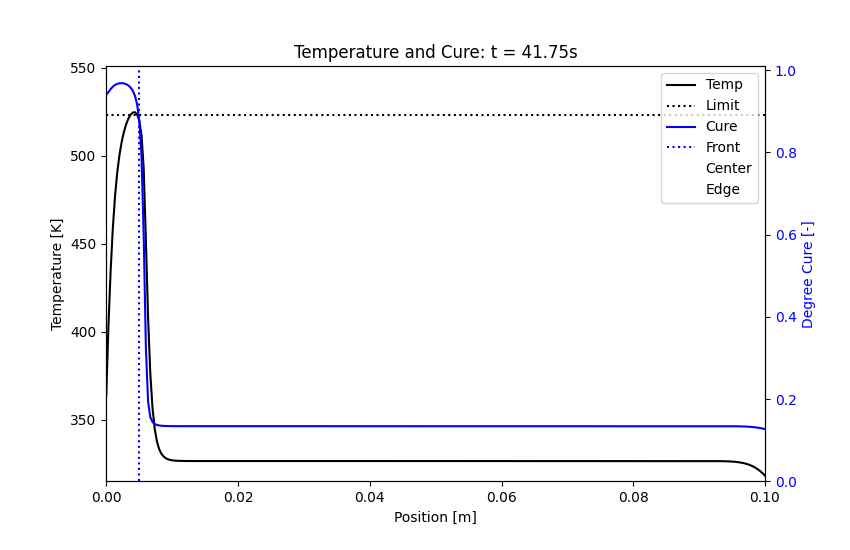 Temperature and Cure: t = 41.75s
550
500
450
400
350
Temperature [K]
1.0
0.8
0.6
0.4
0.2
0.0
Degree Cure [-]
Temp
Limit
Cure
Front
Center
Edge
0.00 0.02 0.04 0.06 0.08 0.10
Position [m]